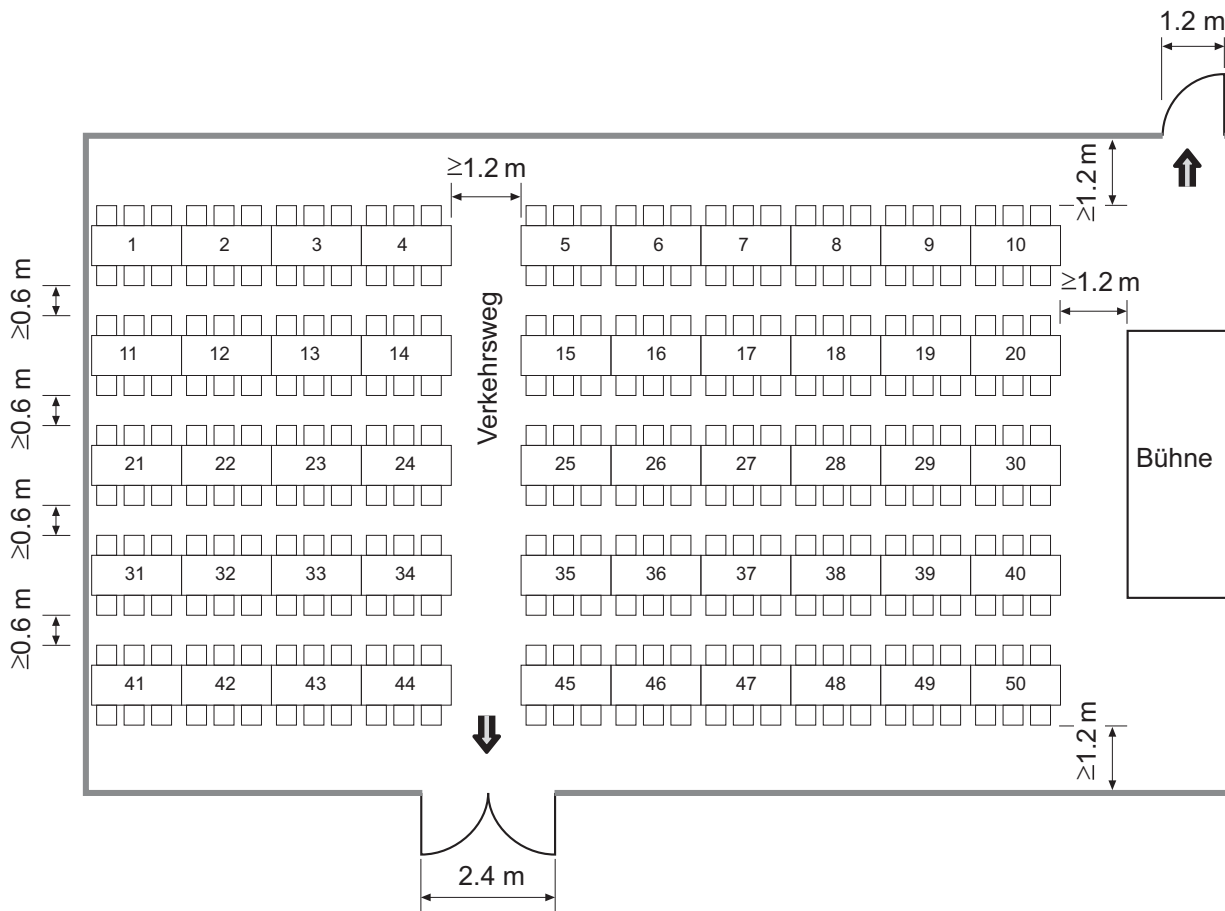 1.2 m
≥1.2 m
≥1.2 m
1 2 3 4 5 6 7 8 9 10
≥0.6 m
≥1.2 m
Verkehrsweg
11 12 13 14 15 16 17 18 19 20
≥0.6 m
21 22 23 24 25 26 27 28 29 30
Bühne
≥0.6 m
31 32 33 34 35 36 37 38 39 40
≥0.6 m
41 42 43 44 45 46 47 48 49 50
≥1.2 m
2.4 m